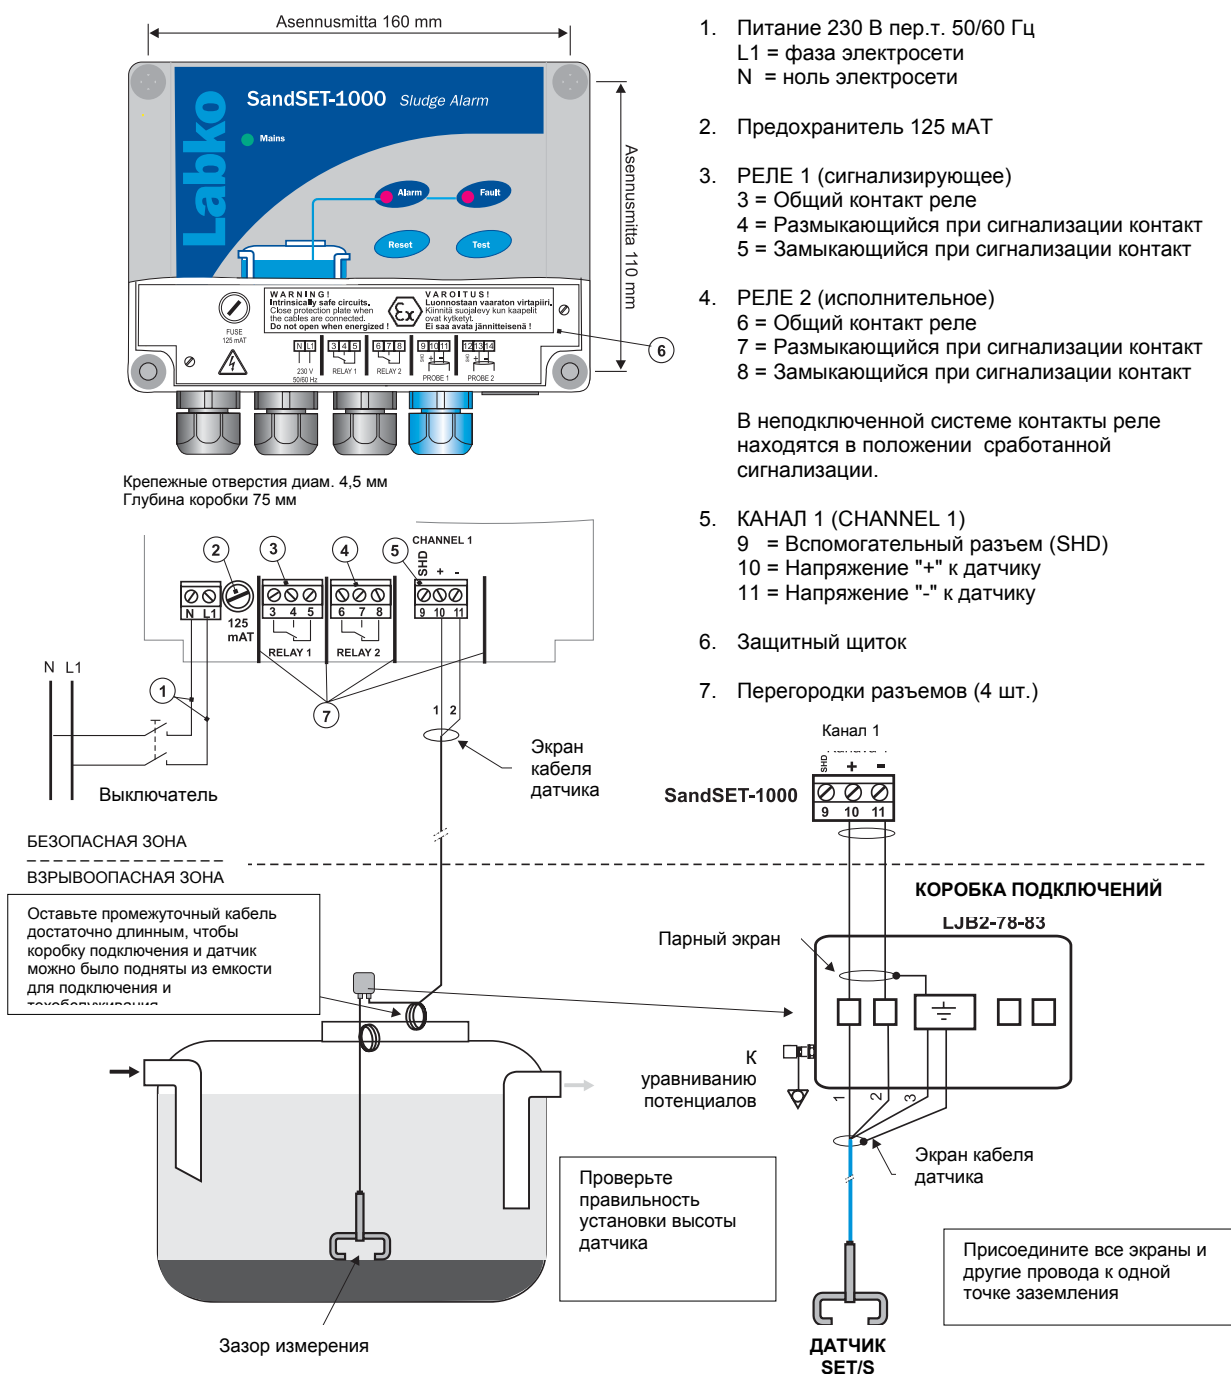 Asennusmitta 160 mm
Labko
SandSET-1000 Sludge Alarm
Mains
Alarm
Fault
Reset
Test
Asennusmitta 110 mm
FUSE
125 mAT
WARNING!
Intrinsically safe circuits.
Close protection plate when
the cables are connected.
Do not open when energized !
Ex
VAROITUS!
Luonnostaan vaaraton virtapiiri.
Kiinnitä suojalevy kun kaapelit
ovat kytketyt.
Ei saa avata jännitteisenä !
N L1
3 4 5
6 7 8
9 10 11
12 13 14
SHD + -
SHD + -
230 V
50/60 Hz
RELAY 1
RELAY 2
PROBE 1
PROBE 2
6
Крепежные отверстия диам. 4,5 мм
Глубина коробки 75 мм
1. Питание 230 В пер.т. 50/60 Гц
L1 = фаза электросети
N = ноль электросети
2. Предохранитель 125 мАТ
3. РЕЛЕ 1 (сигнализирующее)
3 = Общий контакт реле
4 = Размыкающийся при сигнализации контакт
5 = Замыкающийся при сигнализации контакт
4. РЕЛЕ 2 (исполнительное)
6 = Общий контакт реле
7 = Размыкающийся при сигнализации контакт
8 = Замыкающийся при сигнализации контакт
В неподключенной системе контакты реле
находятся в положении сработанной
сигнализации.
5. КАНАЛ 1 (CHANNEL 1)
9 = Вспомогательный разъем (SHD)
10 = Напряжение "+" к датчику
11 = Напряжение "-" к датчику
6. Защитный щиток
7. Перегородки разъемов (4 шт.)
2
3
4
5
CHANNEL 1
SHD + -
N L1
125
mAT
3 4 5
6 7 8
9 10 11
RELAY 1
RELAY 2
N L1
1
7
1 2
Выключатель
Экран
кабеля
датчика
БЕЗОПАСНАЯ ЗОНА
ВЗРЫВООПАСНАЯ ЗОНА
Оставьте промежуточный кабель
достаточно длинным, чтобы
коробку подключения и датчик
можно было подняты из емкости
для подключения и
техобслуживания
Зазор измерения
Проверьте
правильность
установки высоты
датчика
Канал 1
SHD + -
SandSET-1000
9 10 11
КОРОБКА ПОДКЛЮЧЕНИЙ
LJB2-78-83
Парный экран
К
уравниванию
потенциалов
1 2 3
Экран кабеля
датчика
Присоедините все экраны и
другие провода к одной
точке заземления
ДАТЧИК
SET/S